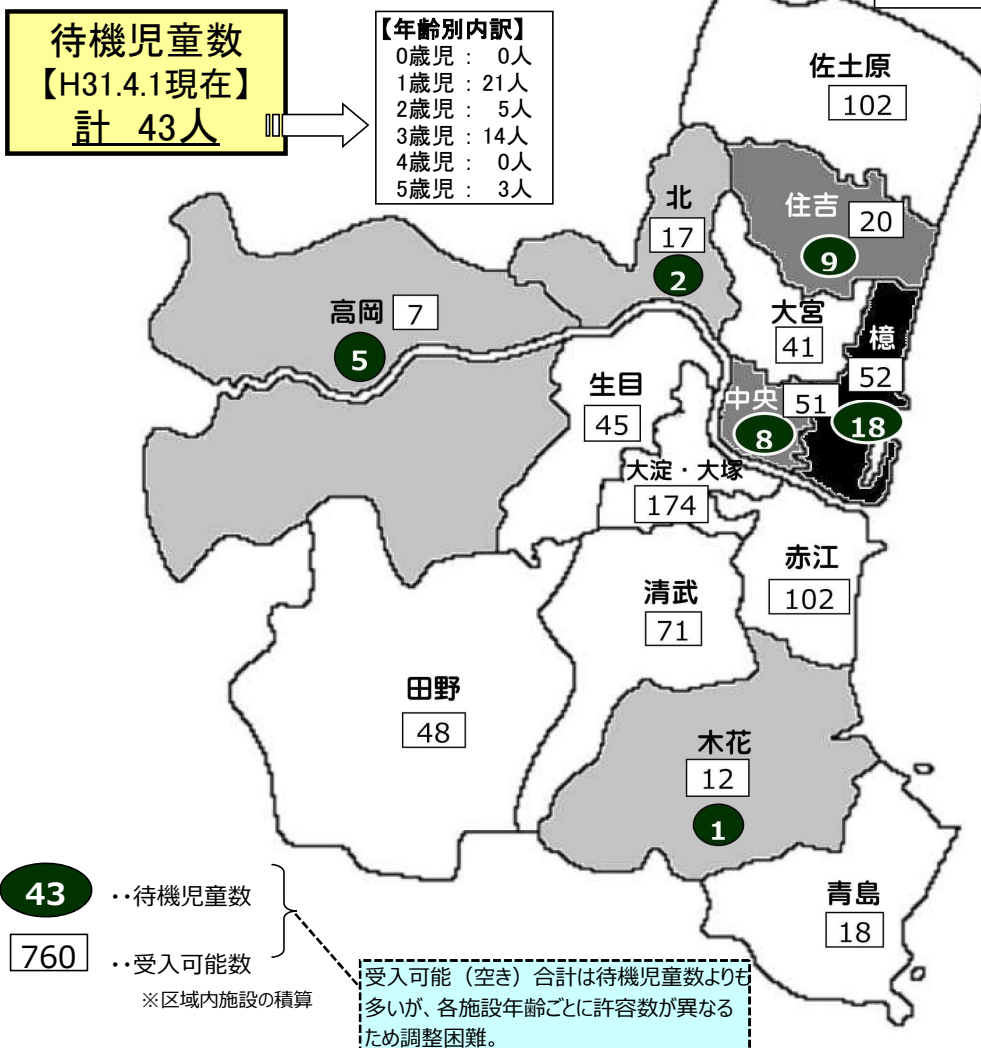 待機児童数
【H31.4.1現在】
計 43人
【年齢別内訳】
0歳児： 0人
1歳児：21人
2歳児： 5人
3歳児：14人
4歳児： 0人
5歳児： 3人
佐土原
102
北
17
2
住吉
20
9
高岡
7
5
大宮
41
檍
52
18
中央
51
8
生目
45
大淀・大塚
174
赤江
102
清武
71
田野
48
木花
12
1
青島
18
43
‥待機児童数
760
‥受入可能数
※区域内施設の積算
受入可能（空き）合計は待機児童数よりも
多いが、各施設年齢ごとに許容数が異なる
ため調整困難。